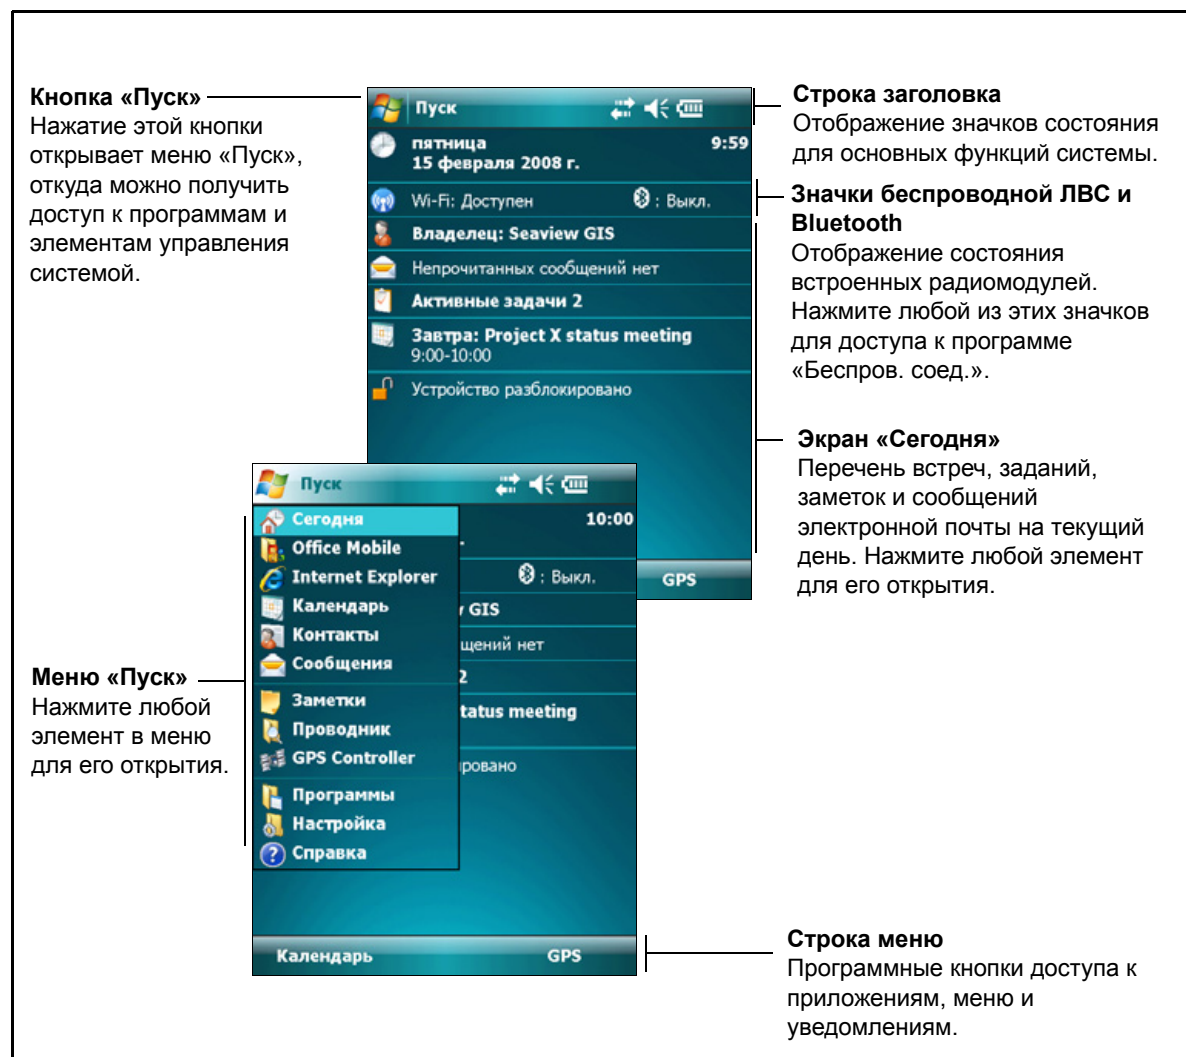 Кнопка «Пуск»
Нажатие этой кнопки
открывает меню «Пуск»,
откуда можно получить
доступ к программам и
элементам управления
системой.
Пуск
пятница
9:59
15 февраля 2008 г.
Wi-Fi: Доступен
: Выкл.
Владелец: Seaview GIS
Непрочитанных сообщений нет
Активные задачи 2
Завтра: Project X status meeting
9:00-10:00
Устройство разблокировано
GPS
Строка заголовка
Отображение значков состояния
для основных функций системы.
Значки беспроводной ЛВС и
Bluetooth
Отображение состояния
встроенных радиомодулей.
Нажмите любой из этих значков
для доступа к программе
«Беспров. соед.».
Экран «Сегодня»
Перечень встреч, заданий,
заметок и сообщений
электронной почты на текущий
день. Нажмите любой элемент
для его открытия.
Меню «Пуск»
Нажмите любой
элемент в меню
для его открытия.
Пуск
Сегодня
Office Mobile
Internet Explorer
Календарь
Контакты
Сообщения
Заметки
Проводник
GPS Controller
Программы
Настройка
Справка
10:00
: Выкл.
GIS
щений нет
2
tatus meeting
ровано
Календарь
GPS
Строка меню
Программные кнопки доступа к
приложениям, меню и
уведомлениям.